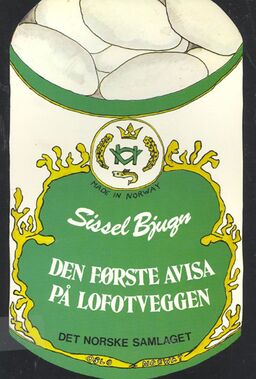 MADE IN NORWAY
Sissel Bjugn
DEN FØRSTE AVISA
PÅ LOFOTVEGGEN
DET NORSKE SAMLAGET